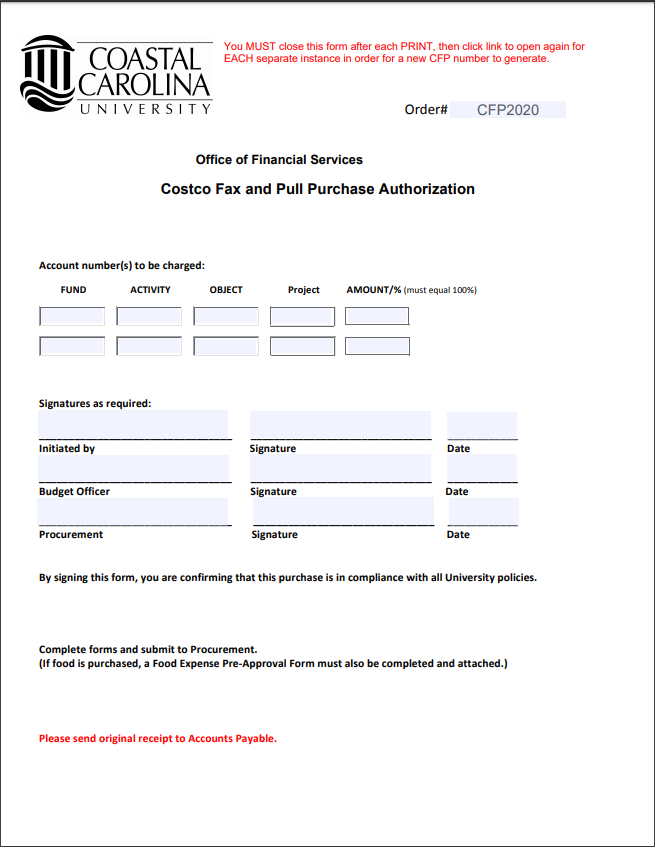 COASTAL
CAROLINA
UNIVERSITY
You MUST close this form after each PRINT, then click link to open again for
EACH separate instance in order for a new CFP number to generate.
Order# CFP2020
Office of Financial Services
Costco Fax and Pull Purchase Authorization
Account number(s) to be charged:
FUND ACTIVITY OBJECT Project AMOUNT/% (must equal 100%)
Signatures as required:
Initiated by Signature Date
Budget Officer Signature Date
Procurement Signature Date
By signing this form, you are confirming that this purchase is in compliance with all University policies.
Complete forms and submit to Procurement.
(If food is purchased, a Food Expense Pre-Approval Form must also be completed and attached.)
Please send original receipt to Accounts Payable.